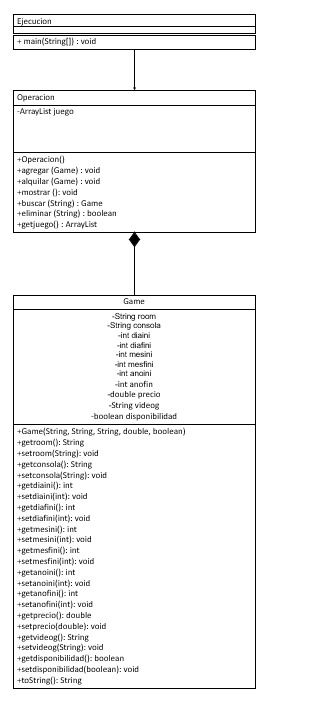 Ejecucion
+ main(String[]) : void
Operacion
-ArrayList juego
+Operacion()
+agregar (Game) : void
+alquilar (Game) : void
+mostrar (): void
+buscar (String) : Game
+eliminar (String) : boolean
+getjuego() : ArrayList
Game
-String room
-String consola
-int diaini
-int diafini
-int mesini
-int mesfini
-int anoini
-int anofin
-double precio
-String videog
-boolean disponibilidad
+Game(String, String, String, double, boolean)
+getroom(): String
+setroom(String): void
+getconsola(): String
+setconsola(String): void
+getdiaini(): int
+setdiaini(int): void
+getdiafini(): int
+setdiafini(int): void
+getmesini(): int
+setmesini(int): void
+getmesfini(): int
+setmesfini(int): void
+getanoini(): int
+setanoini(int): void
+getanofini(): int
+setanofini(int): void
+getprecio(): double
+setprecio(double): void
+getvideog(): String
+setvideog(String): void
+getdisponibilidad(): boolean
+setdisponibilidad(boolean): void
+toString(): String